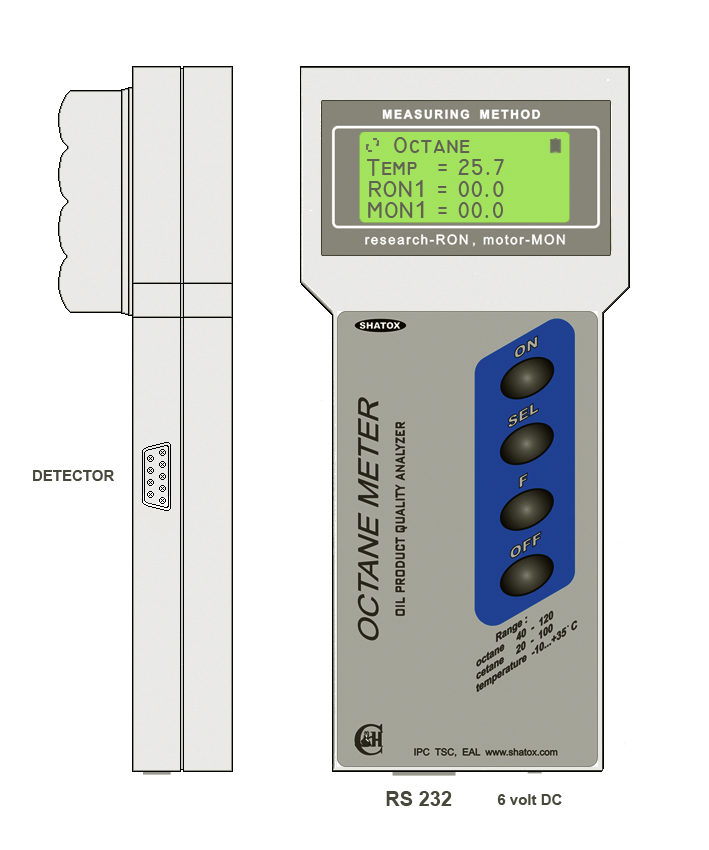 MEASURING METHOD
OCTANE
TEMP = 25.7
RON1 = 00.0
MON1 = 00.0
research-RON, motor-MON
SHATOX
ON
SEL
F
OFF
OCTANE METER
OIL PRODUCT QUALITY ANALYZER
DETECTOR
Range :
octane 40 - 120
cetane 20 - 100
temperature -10...+35°C
IPC TSC, EAL www.shatox.com
RS 232
6 volt DC